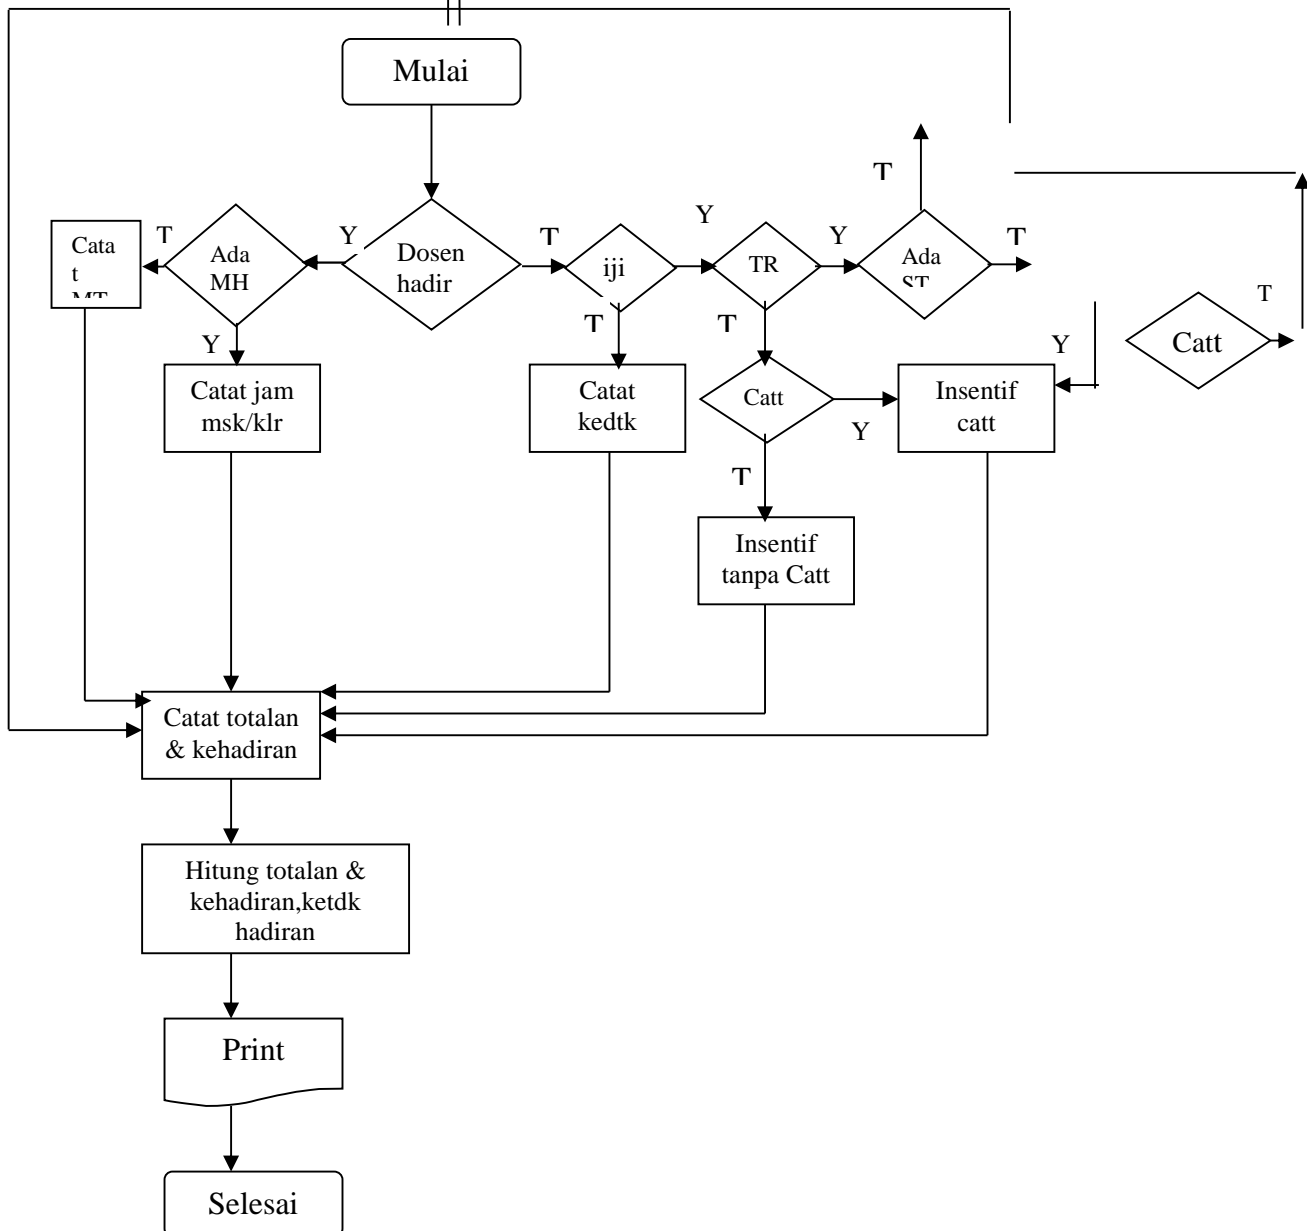 Mulai
T
Y
Dosen
hadir
T
Y
Y
T
Cata
t
T
Ada
MH
iji
TR
Ada
ST
T
Y
T
T
Y
Catt
Catat jam
msk/klr
Catat
kedtk
Catt
Y
Insentif
catt
T
Insentif
tanpa Catt
Catat totalan
& kehadiran
Hitung totalan &
kehadiran,ketdk
hadiran
Print
Selesai